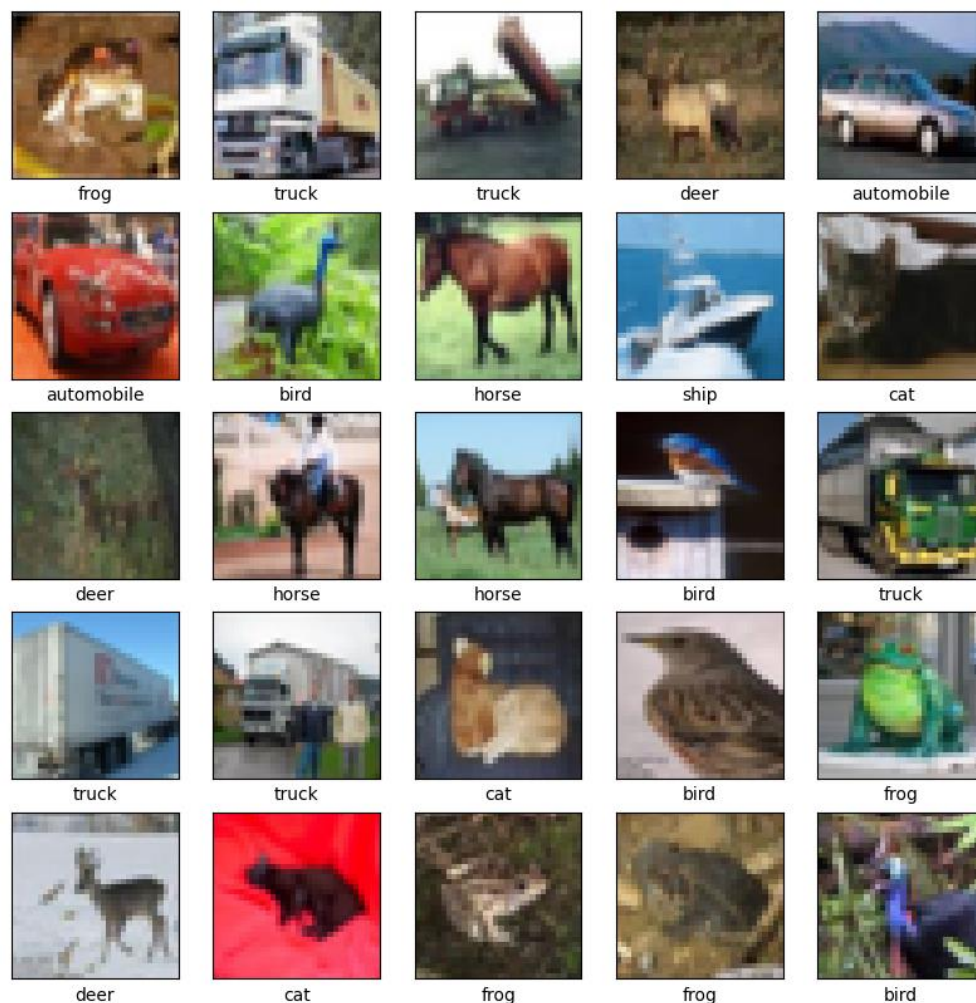 frog truck truck deer automobile
automobile bird horse ship cat
deer horse horse bird truck
truck truck cat bird frog
deer cat frog frog bird